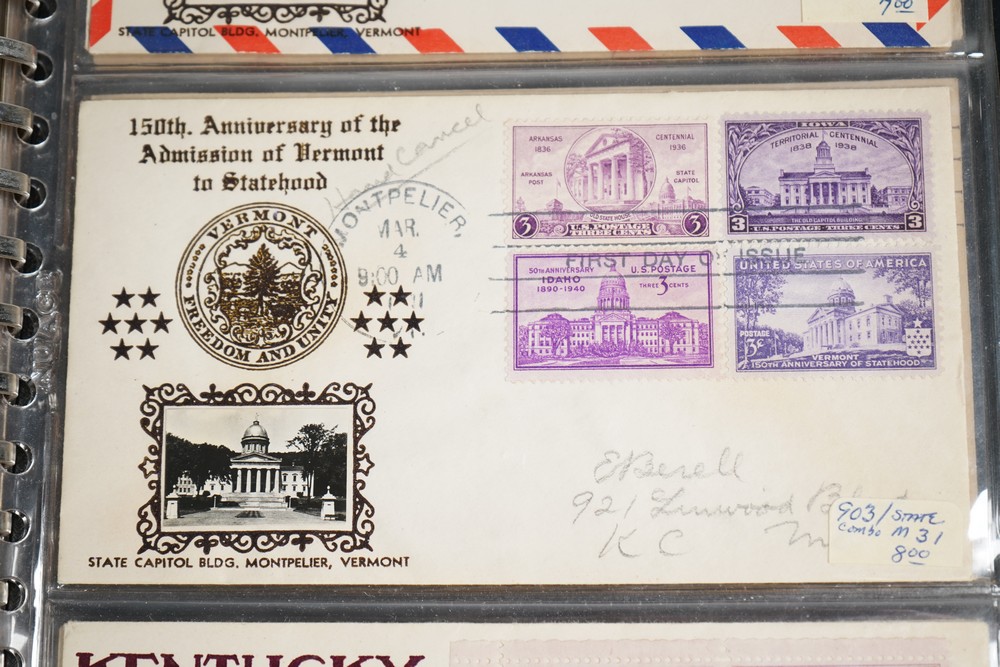 STATE CAPITOL BLDG. MONTPELIER, VERMONT
7.00
150th. Anniversary of the
Admission of Vermont
to Statehood
Hand Cancel
VERMONT
FREEDOM AND UNITY
MONTPELIER,
MAR.
4
9:00 AM
FIRST DAY OF ISSUE
ARKANSAS
1836
CENTENNIAL
1936
ARKANSAS
POST
STATE
CAPITOL
OLD STATE HOUSE
3 U.S. POSTAGE 3
THREE CENTS
IOWA
TERRITORIAL CENTENNIAL
1838 1938
THE OLD CAPITOL BUILDING
3 3
U.S. POSTAGE · THREE CENTS
50TH ANNIVERSARY
IDAHO
1890-1940
U.S. POSTAGE
THREE 3 CENTS
UNITED STATES OF AMERICA
POSTAGE
3¢
VERMONT
150TH ANNIVERSARY OF STATEHOOD
STATE CAPITOL BLDG. MONTPELIER, VERMONT
921 Linwood
K C
903/STATE
Combo M 31
8.00
KENTUCKY